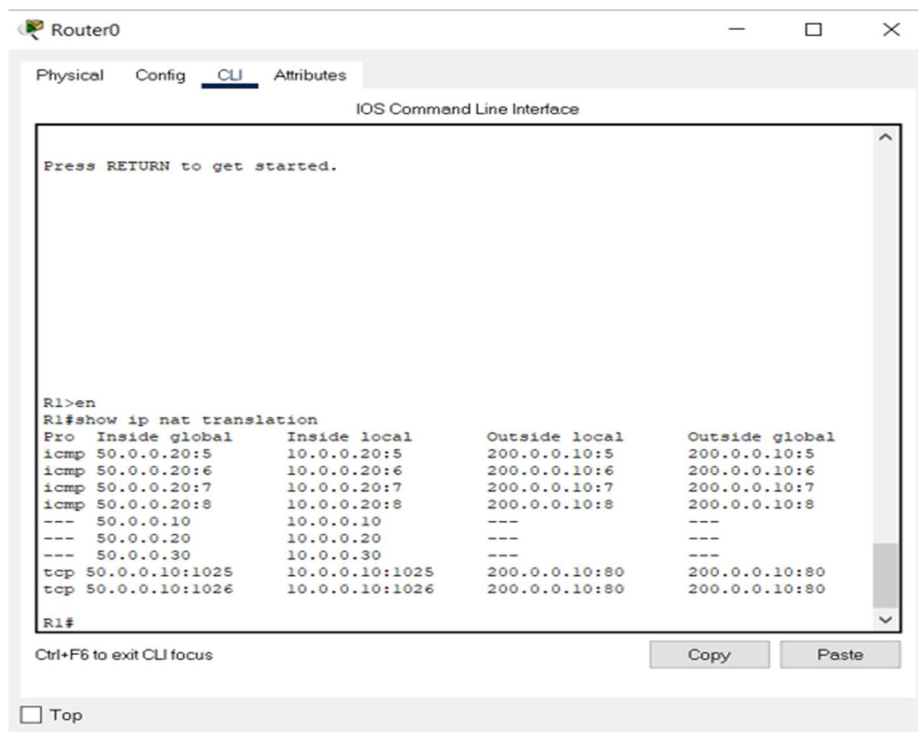 Router0
Physical Config CLI Attributes
IOS Command Line Interface
Press RETURN to get started.
R1>en
R1#show ip nat translation
Pro Inside global Inside local Outside local Outside global
icmp 50.0.0.20:5 10.0.0.20:5 200.0.0.10:5 200.0.0.10:5
icmp 50.0.0.20:6 10.0.0.20:6 200.0.0.10:6 200.0.0.10:6
icmp 50.0.0.20:7 10.0.0.20:7 200.0.0.10:7 200.0.0.10:7
icmp 50.0.0.20:8 10.0.0.20:8 200.0.0.10:8 200.0.0.10:8
--- 50.0.0.10 10.0.0.10 --- ---
--- 50.0.0.20 10.0.0.20 --- ---
--- 50.0.0.30 10.0.0.30 --- ---
tcp 50.0.0.10:1025 10.0.0.10:1025 200.0.0.10:80 200.0.0.10:80
tcp 50.0.0.10:1026 10.0.0.10:1026 200.0.0.10:80 200.0.0.10:80
R1#
Ctrl+F6 to exit CLI focus Copy Paste
Top